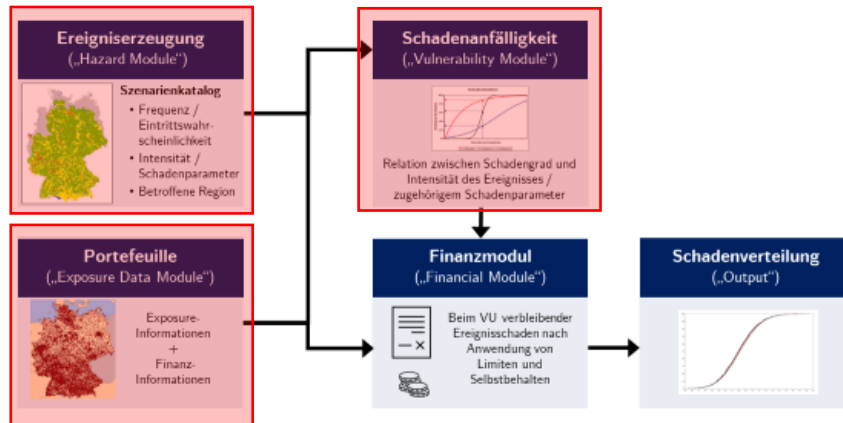 Ereigniserzeugung
(„Hazard Module“)
Szenarienkatalog
• Frequenz /
Eintrittswahr-
scheinlichkeit
• Intensität /
Schadenparameter
• Betroffene Region
Schadenanfälligkeit
(„Vulnerability Module“)
Relation zwischen Schadengrad und
Intensität des Ereignisses /
zugehörigem Schadenparameter
Portefeuille
(„Exposure Data Module“)
Exposure-
Informationen
+
Finanz-
Informationen
Finanzmodul
(„Financial Module“)
Beim VU verbleibender
Ereignisschaden nach
Anwendung von
Limiten und
Selbstbehalten
Schadenverteilung
(„Output“)